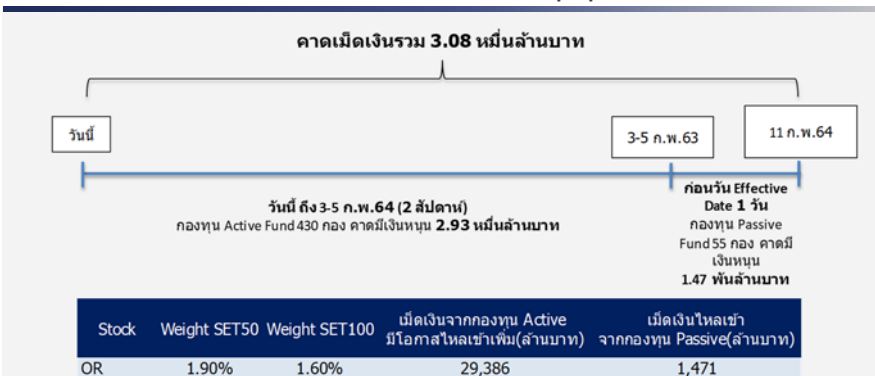 คาดเม็ดเงินรวม 3.08 หมื่นล้านบาท
วันนี้
3-5 ก.พ.63
11 ก.พ.64
วันนี้ ถึง 3-5 ก.พ.64 (2 สัปดาห์)
กองทุน Active Fund 430 กอง คาดมีเงินหนุน 2.93 หมื่นล้านบาท
ก่อนวัน Effective
Date 1 วัน
กองทุน Passive
Fund 55 กอง คาดมี
เงินหนุน
1.47 พันล้านบาท
Stock Weight SET50 Weight SET100 เม็ดเงินจากกองทุน Active มีโอกาสไหลเข้าเพิ่ม(ล้านบาท) เม็ดเงินไหลเข้า จากกองทุน Passive(ล้านบาท)
OR 1.90% 1.60% 29,386 1,471